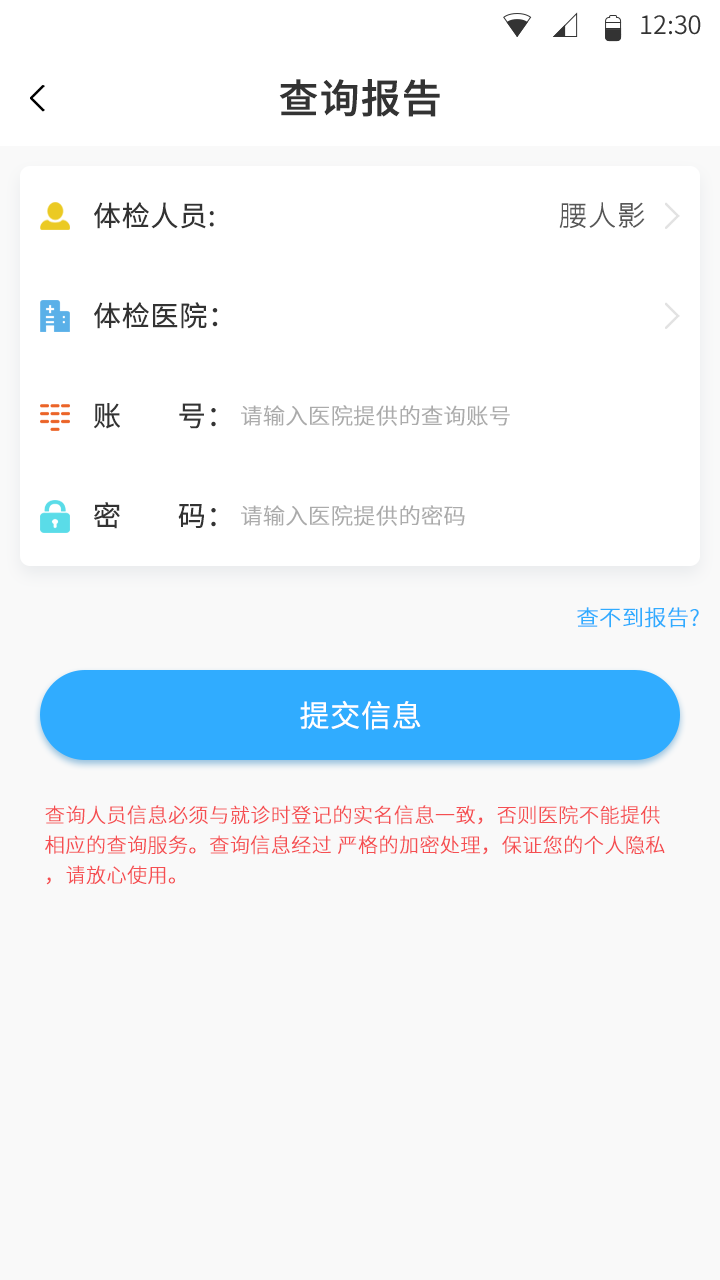 12:30
查询报告
体检人员: 腰人影
体检医院：
账 号： 请输入医院提供的查询账号
密 码： 请输入医院提供的密码
查不到报告?
提交信息
查询人员信息必须与就诊时登记的实名信息一致，否则医院不能提供
相应的查询服务。查询信息经过 严格的加密处理，保证您的个人隐私
，请放心使用。